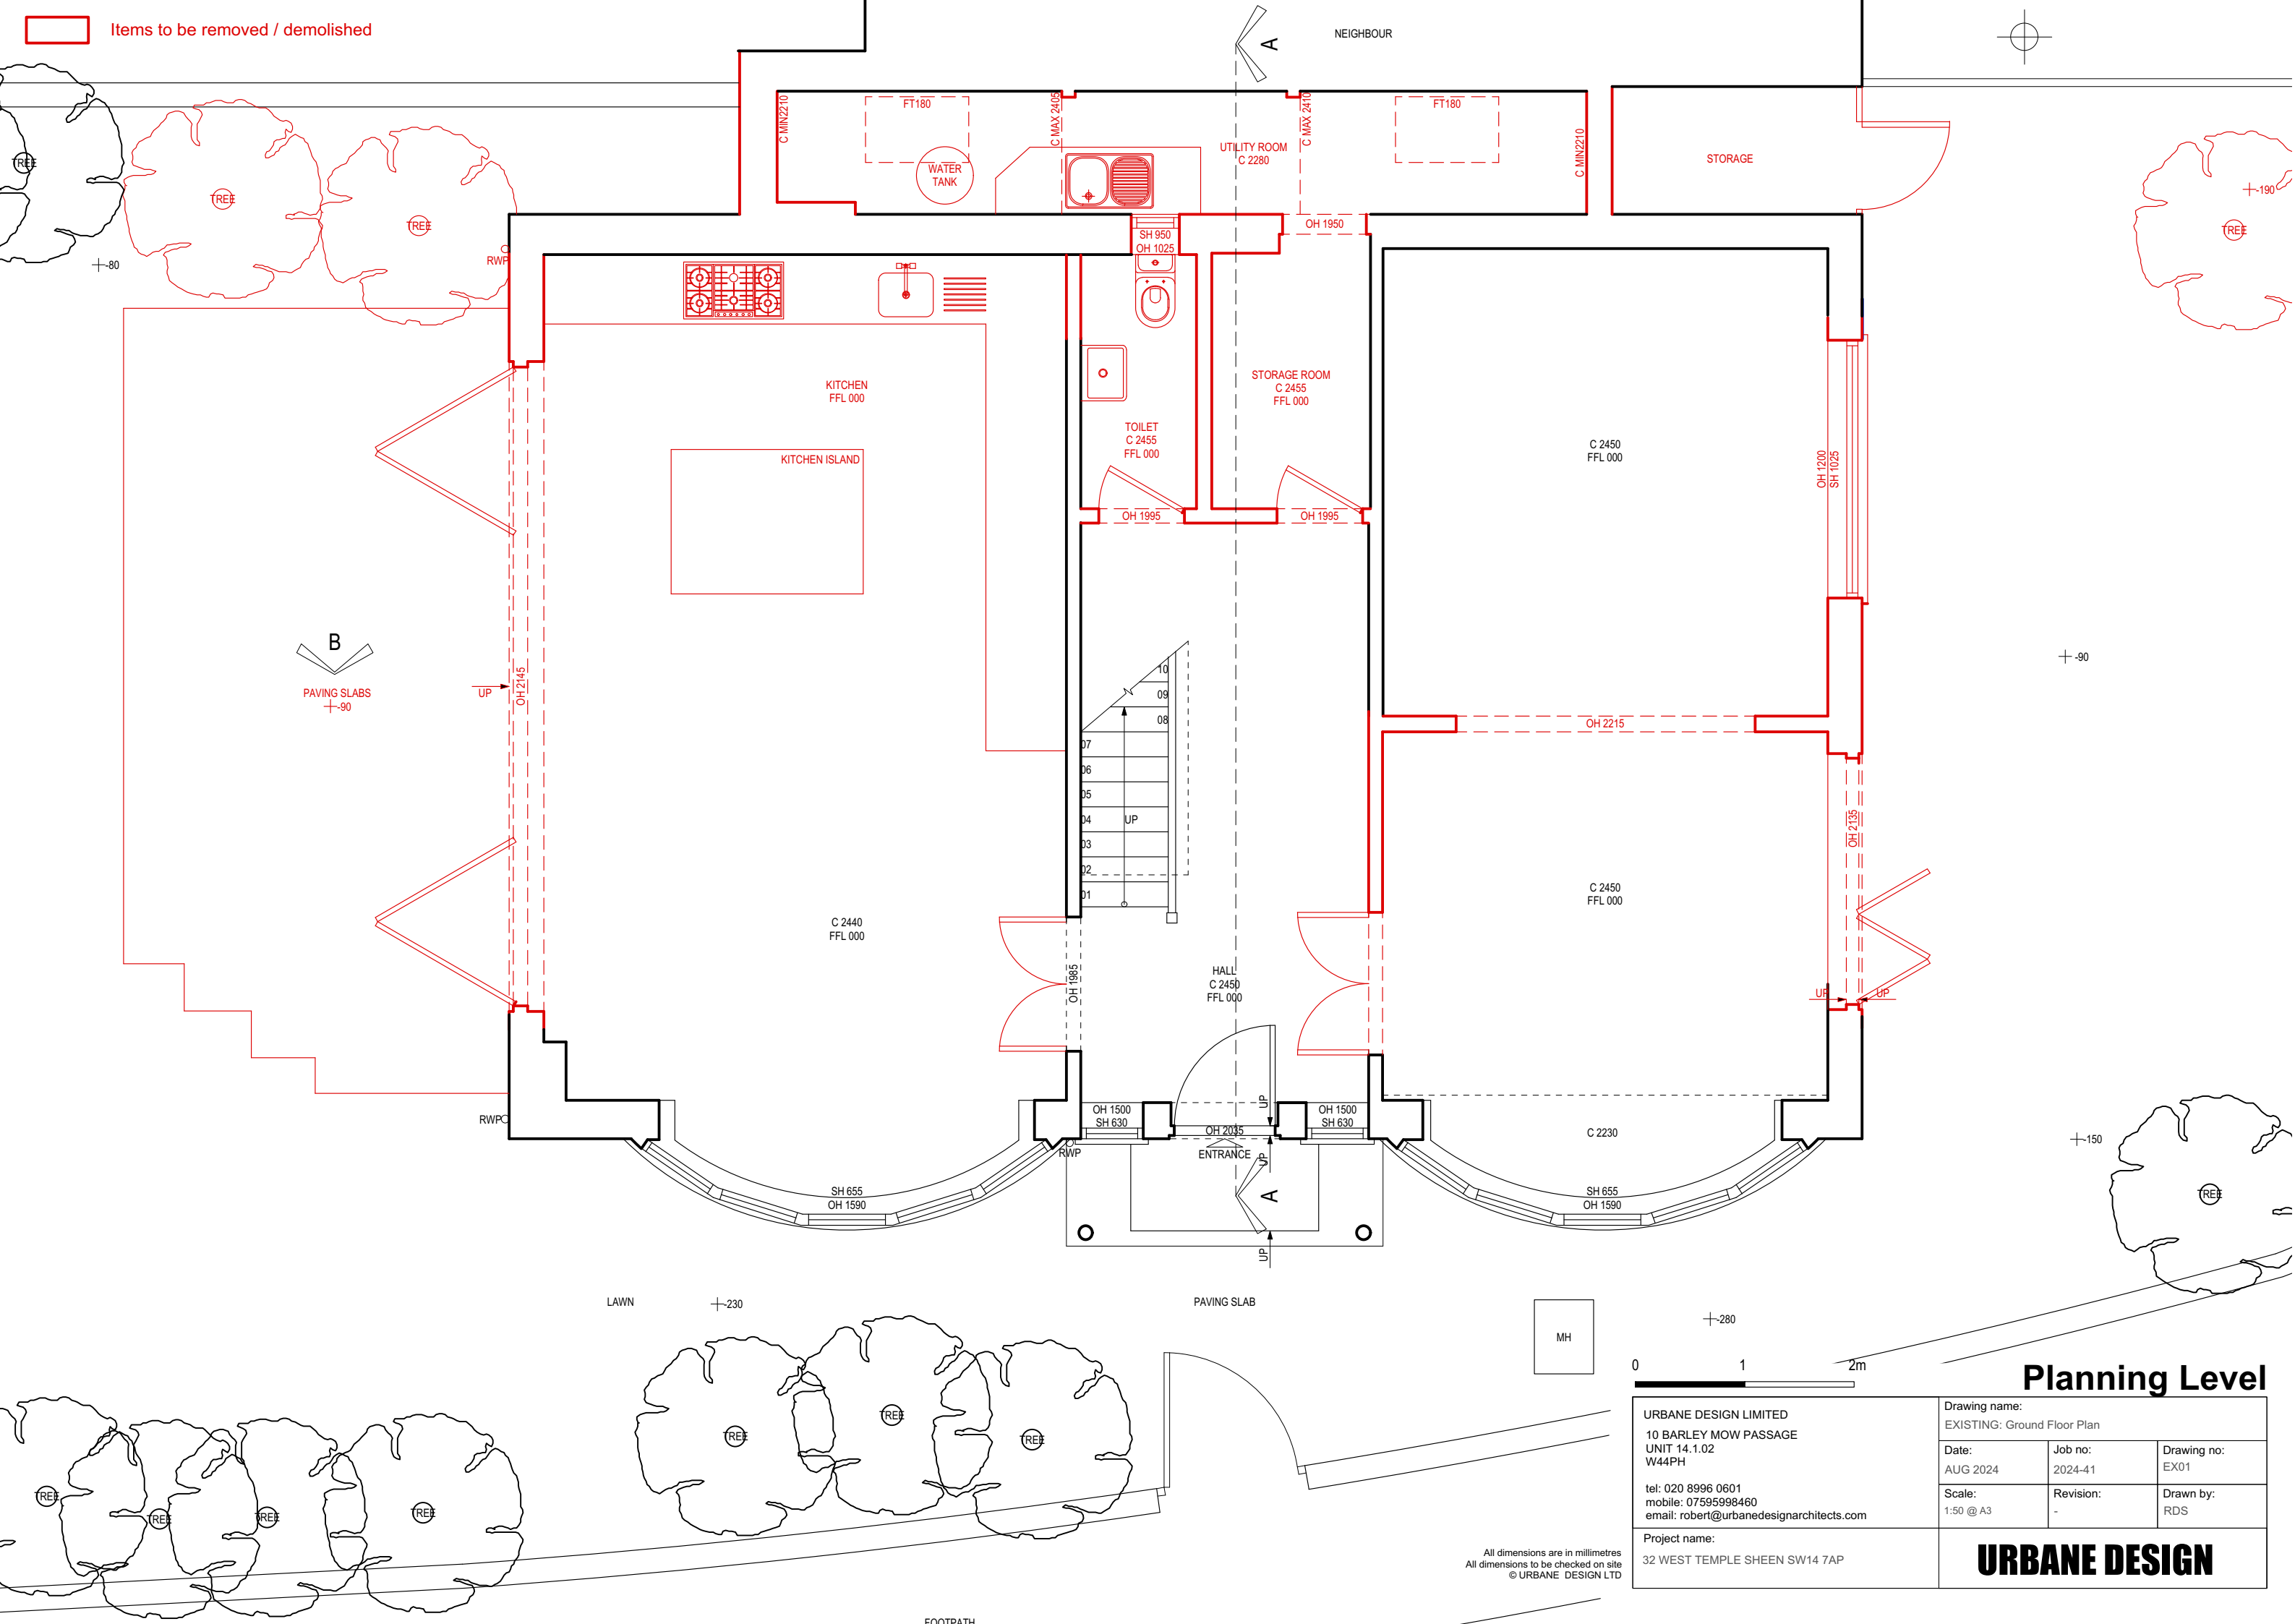 Items to be removed / demolished
NEIGHBOUR
A
FT180
C MIN2210
C MAX 2405
C MAX 2410
FT180
C MIN2210
UTILITY ROOM
C 2280
STORAGE
WATER
TANK
TREE
TREE
TREE
TREE
-190
-80
RWP
SH 950
OH 1025
OH 1950
KITCHEN
FFL 000
KITCHEN ISLAND
TOILET
C 2455
FFL 000
STORAGE ROOM
C 2455
FFL 000
C 2450
FFL 000
OH 1200
SH 1025
OH 1995
OH 1995
B
PAVING SLABS
-90
UP
OH 2145
-90
10
09
08
07
06
05
04
03
02
01
UP
OH 2215
OH 2135
C 2450
FFL 000
C 2440
FFL 000
OH 1985
HALL
C 2450
FFL 000
UP
UP
RWP
OH 1500
SH 630
OH 2035
UP
OH 1500
SH 630
RWP
ENTRANCE
UP
C 2230
-150
SH 655
OH 1590
A
SH 655
OH 1590
TREE
UP
LAWN
-230
PAVING SLAB
-280
MH
TREE
TREE
TREE
TREE
TREE
TREE
TREE
0 1 2m
Planning Level
URBANE DESIGN LIMITED
10 BARLEY MOW PASSAGE
UNIT 14.1.02
W44PH
tel: 020 8996 0601
mobile: 07595998460
email: robert@urbanedesignarchitects.com
Drawing name:
EXISTING: Ground Floor Plan
Date:
AUG 2024
Job no:
2024-41
Drawing no:
EX01
Scale:
1:50 @ A3
Revision:
-
Drawn by:
RDS
Project name:
32 WEST TEMPLE SHEEN SW14 7AP
URBANE DESIGN
All dimensions are in millimetres
All dimensions to be checked on site
© URBANE DESIGN LTD
FOOTPATH